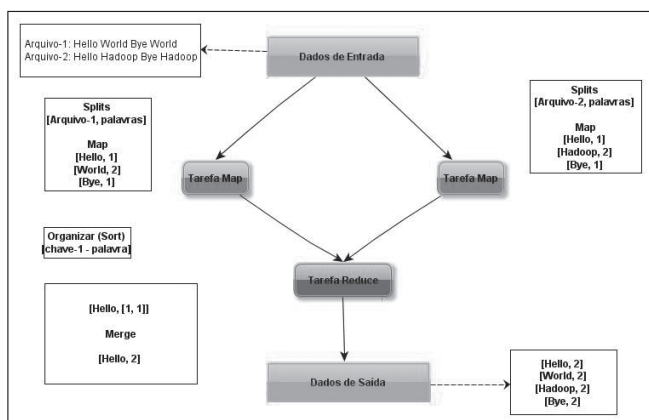 Arquivo-1: Hello World Bye World
Arquivo-2: Hello Hadoop Bye Hadoop
Dados de Entrada
Splits
[Arquivo-1, palavras]
Map
[Hello, 1]
[World, 2]
[Bye, 1]
Splits
[Arquivo-2, palavras]
Map
[Hello, 1]
[Hadoop, 2]
[Bye, 1]
Tarefa Map
Tarefa Map
Organizar (Sort)
[chave-1 - palavra]
Tarefa Reduce
[Hello, [1, 1]]
Merge
[Hello, 2]
Dados de Saída
[Hello, 2]
[World, 2]
[Hadoop, 2]
[Bye, 2]